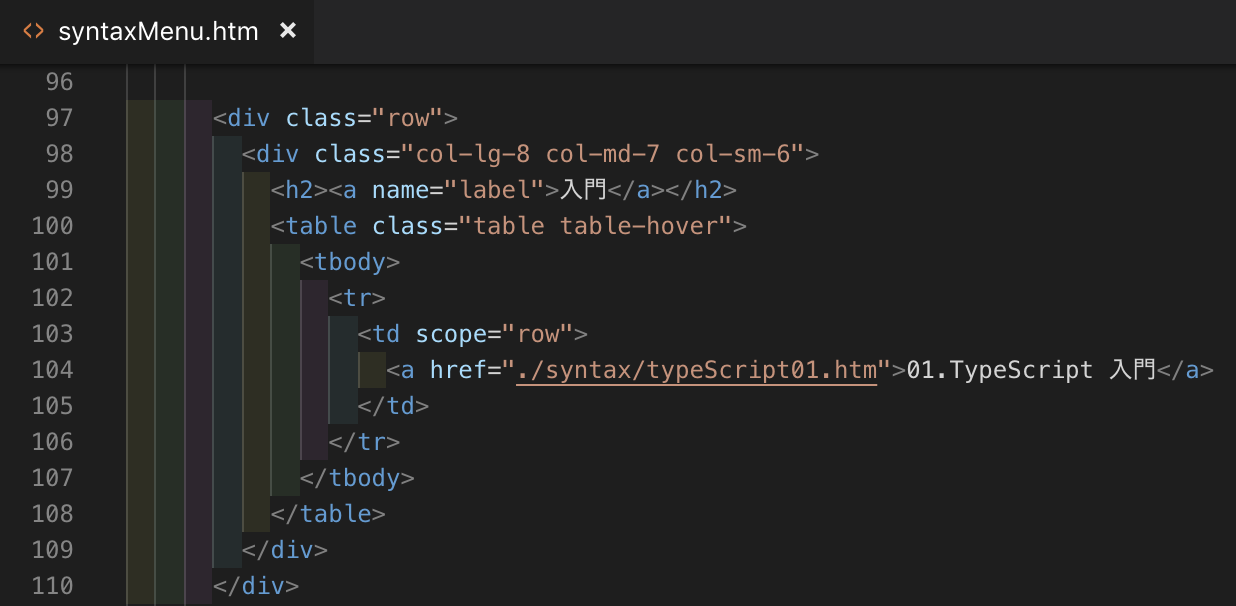 syntaxMenu.htm ×
96
97 <div class="row">
98 <div class="col-lg-8 col-md-7 col-sm-6">
99 <h2><a name="label">入門</a></h2>
100 <table class="table table-hover">
101 <tbody>
102 <tr>
103 <td scope="row">
104 <a href="./syntax/typeScript01.htm">01.TypeScript 入門</a>
105 </td>
106 </tr>
107 </tbody>
108 </table>
109 </div>
110 </div>